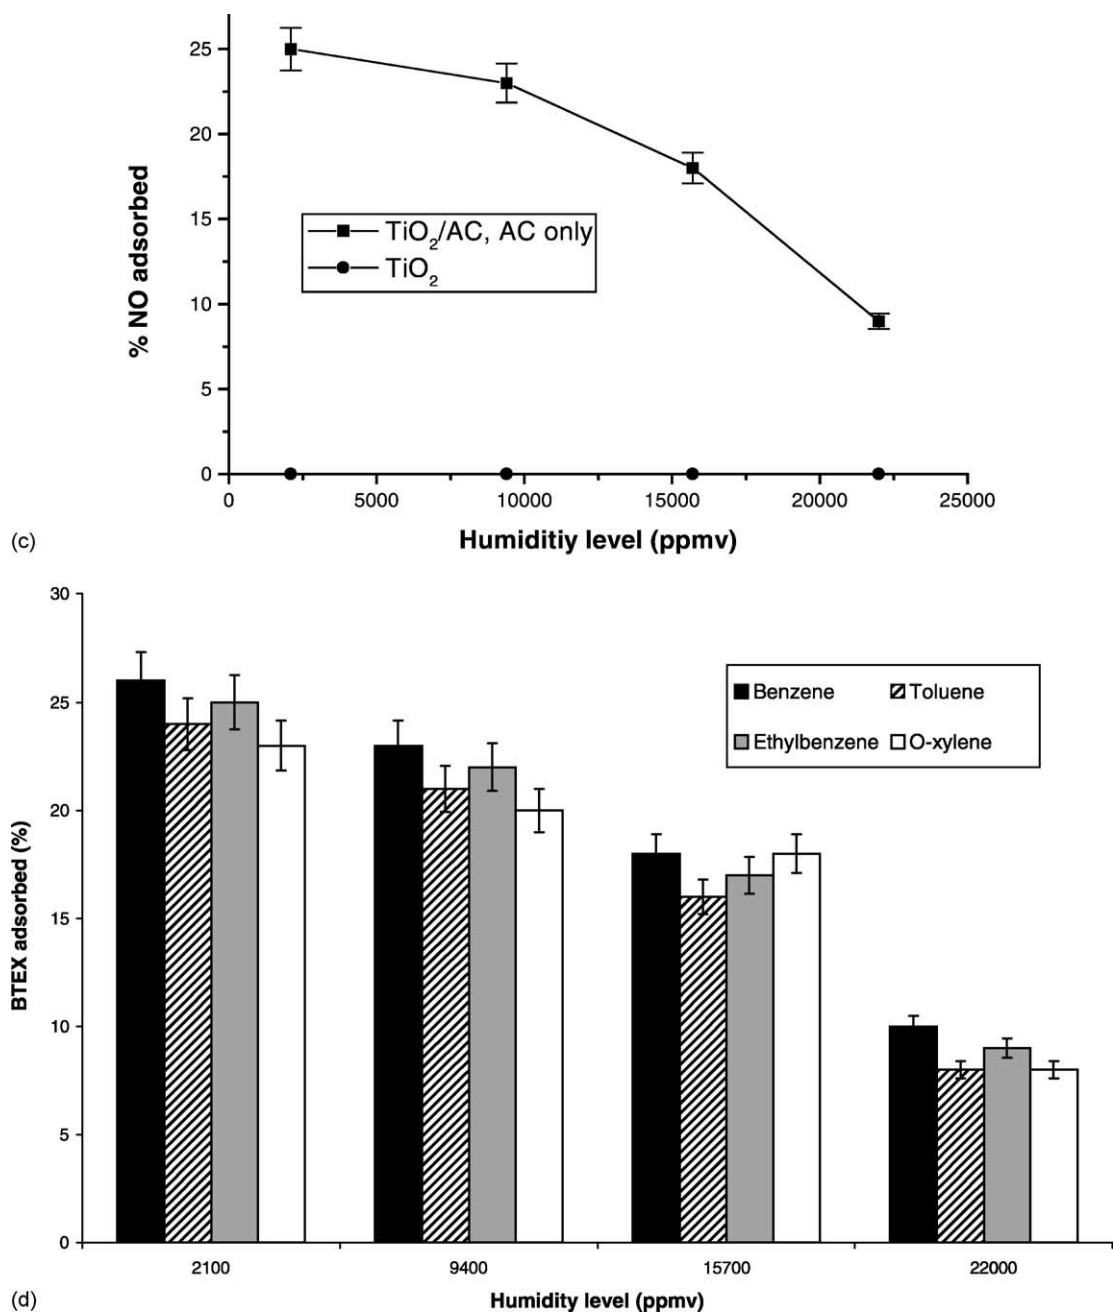 25
20
15
10
5
0
% NO adsorbed
TiO2/AC, AC only
TiO2
0 5000 10000 15000 20000 25000
Humiditiy level (ppmv)
(c)
30
25
20
15
10
5
0
BTEX adsorbed (%)
Benzene Toluene
Ethylbenzene O-xylene
2100 9400 15700 22000
Humidity level (ppmv)
(d)